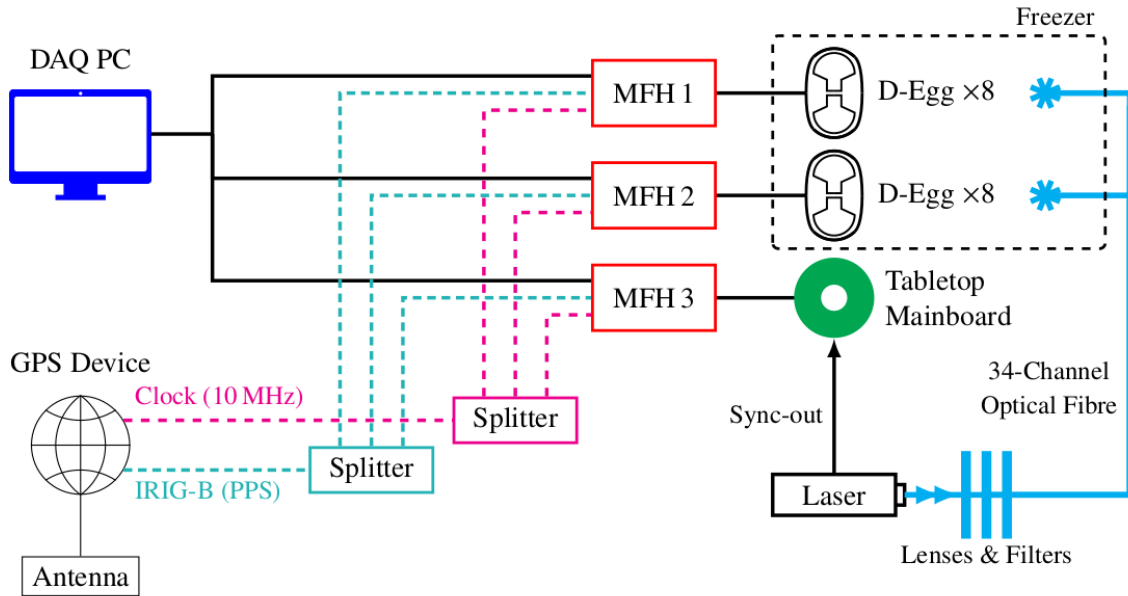 Freezer
DAQ PC
MFH 1
D-Egg ×8
MFH 2
D-Egg ×8
MFH 3
Tabletop
Mainboard
GPS Device
Clock (10 MHz)
Splitter
IRIG-B (PPS)
Splitter
Sync-out
34-Channel
Optical Fibre
Laser
Lenses & Filters
Antenna